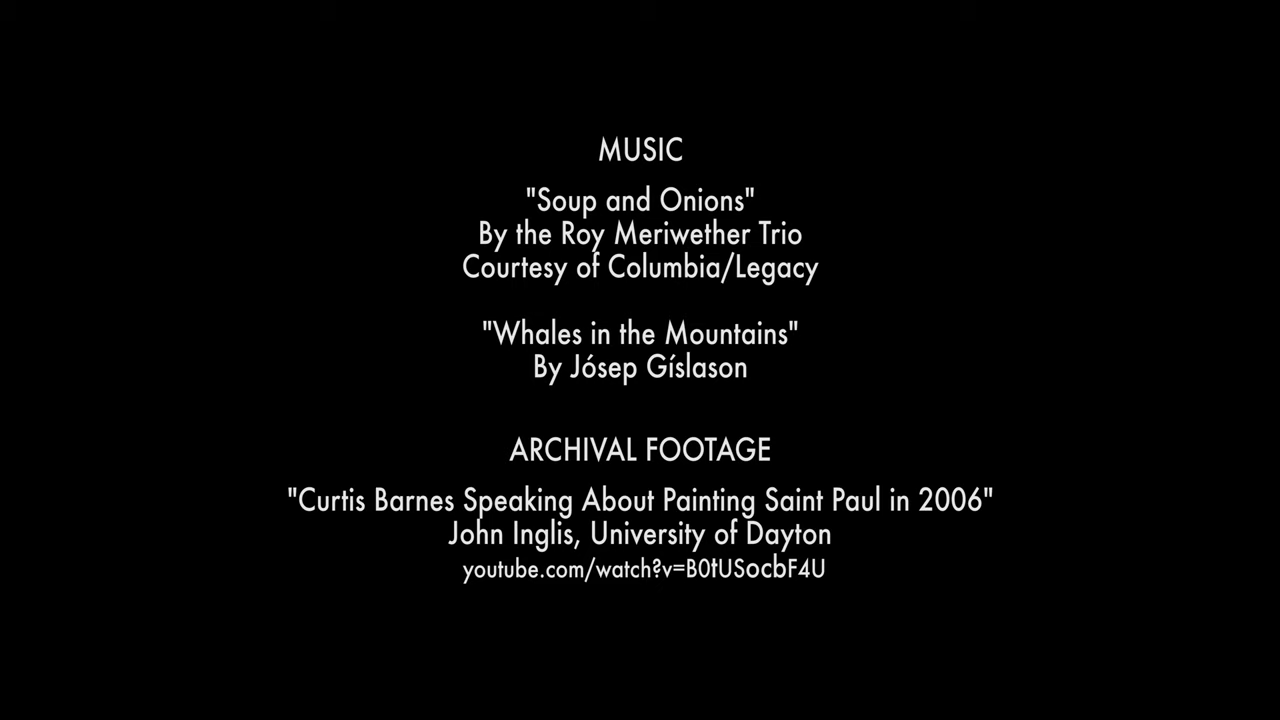 MUSIC
"Soup and Onions"
By the Roy Meriwether Trio
Courtesy of Columbia/Legacy
"Whales in the Mountains"
By Jósep Gíslason
ARCHIVAL FOOTAGE
"Curtis Barnes Speaking About Painting Saint Paul in 2006"
John Inglis, University of Dayton
youtube.com/watch?v=B0tUSocbF4U